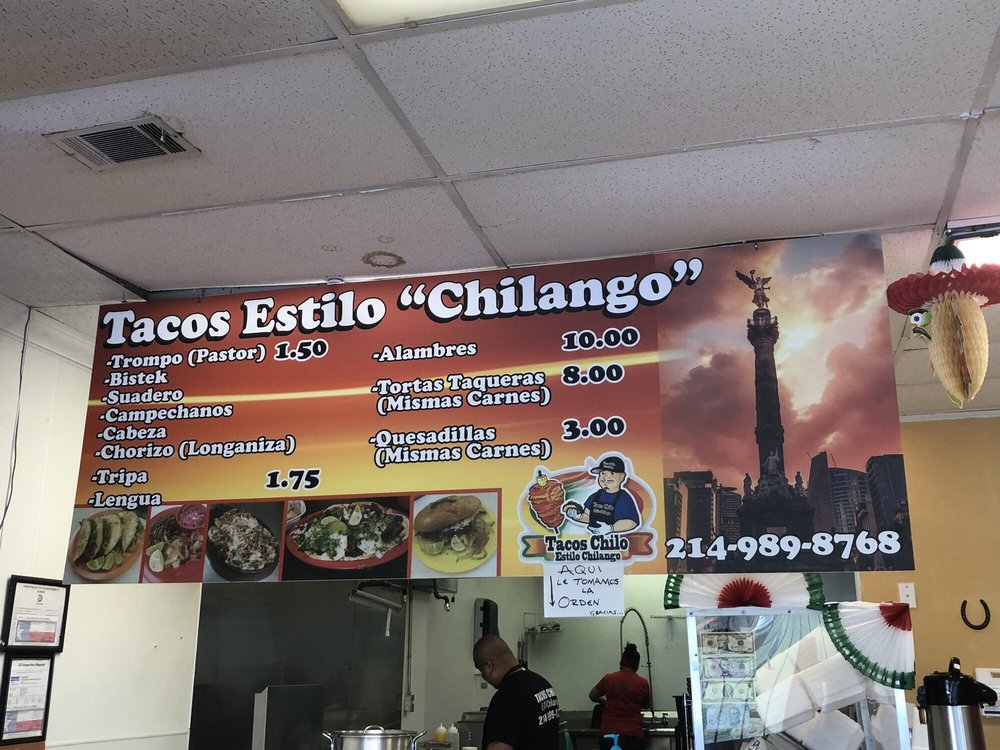 Tacos Estilo “Chilango”
-Trompo (Pastor) 1.50
-Bistek
-Suadero
-Campechanos
-Cabeza
-Chorizo (Longaniza)
-Tripa
-Lengua
1.75
-Alambres 10.00
-Tortas Taqueras 8.00
(Mismas Carnes)
-Quesadillas 3.00
(Mismas Carnes)
Tacos Chilo
Estilo Chilango
214-989-8768
AQUI
LE TOMAMOS
LA
ORDEN
GRACIAS...